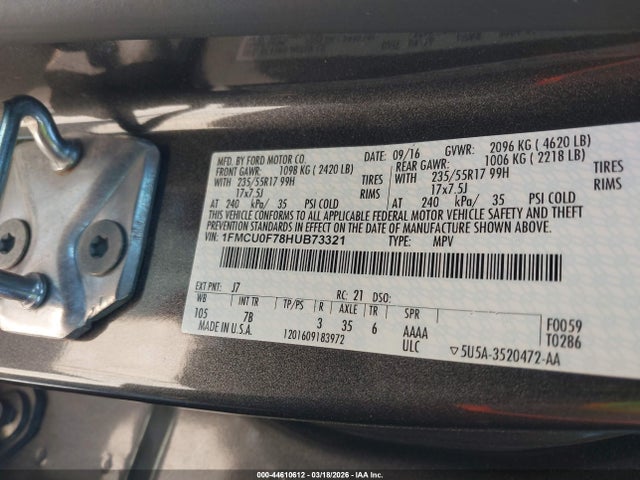 MFD. BY FORD MOTOR CO.
DATE: 09/16 GVWR: 2096 KG ( 4620 LB)
FRONT GAWR: 1098 KG ( 2420 LB)
REAR GAWR: 1006 KG ( 2218 LB)
WITH 235/55R17 99H TIRES
17x7.5J RIMS
WITH 235/55R17 99H TIRES
17x7.5J RIMS
AT 240 kPa/ 35 PSI COLD
AT 240 kPa/ 35 PSI COLD
THIS VEHICLE CONFORMS TO ALL APPLICABLE FEDERAL MOTOR VEHICLE SAFETY AND THEFT
PREVENTION STANDARDS IN EFFECT ON THE DATE OF MANUFACTURE SHOWN ABOVE.
VIN: 1FMCU0F78HUB73321 TYPE: MPV
EXT PNT: J7 RC: 21 DSO:
WB INT TR TP/PS R AXLE TR SPR
105 7B 3 35 6 AAAA
F0059
T0286
MADE IN U.S.A. 1201609183972 ULC ▽5U5A-3520472-AA
000-44610612 - 03/18/2026 - IAA Inc.